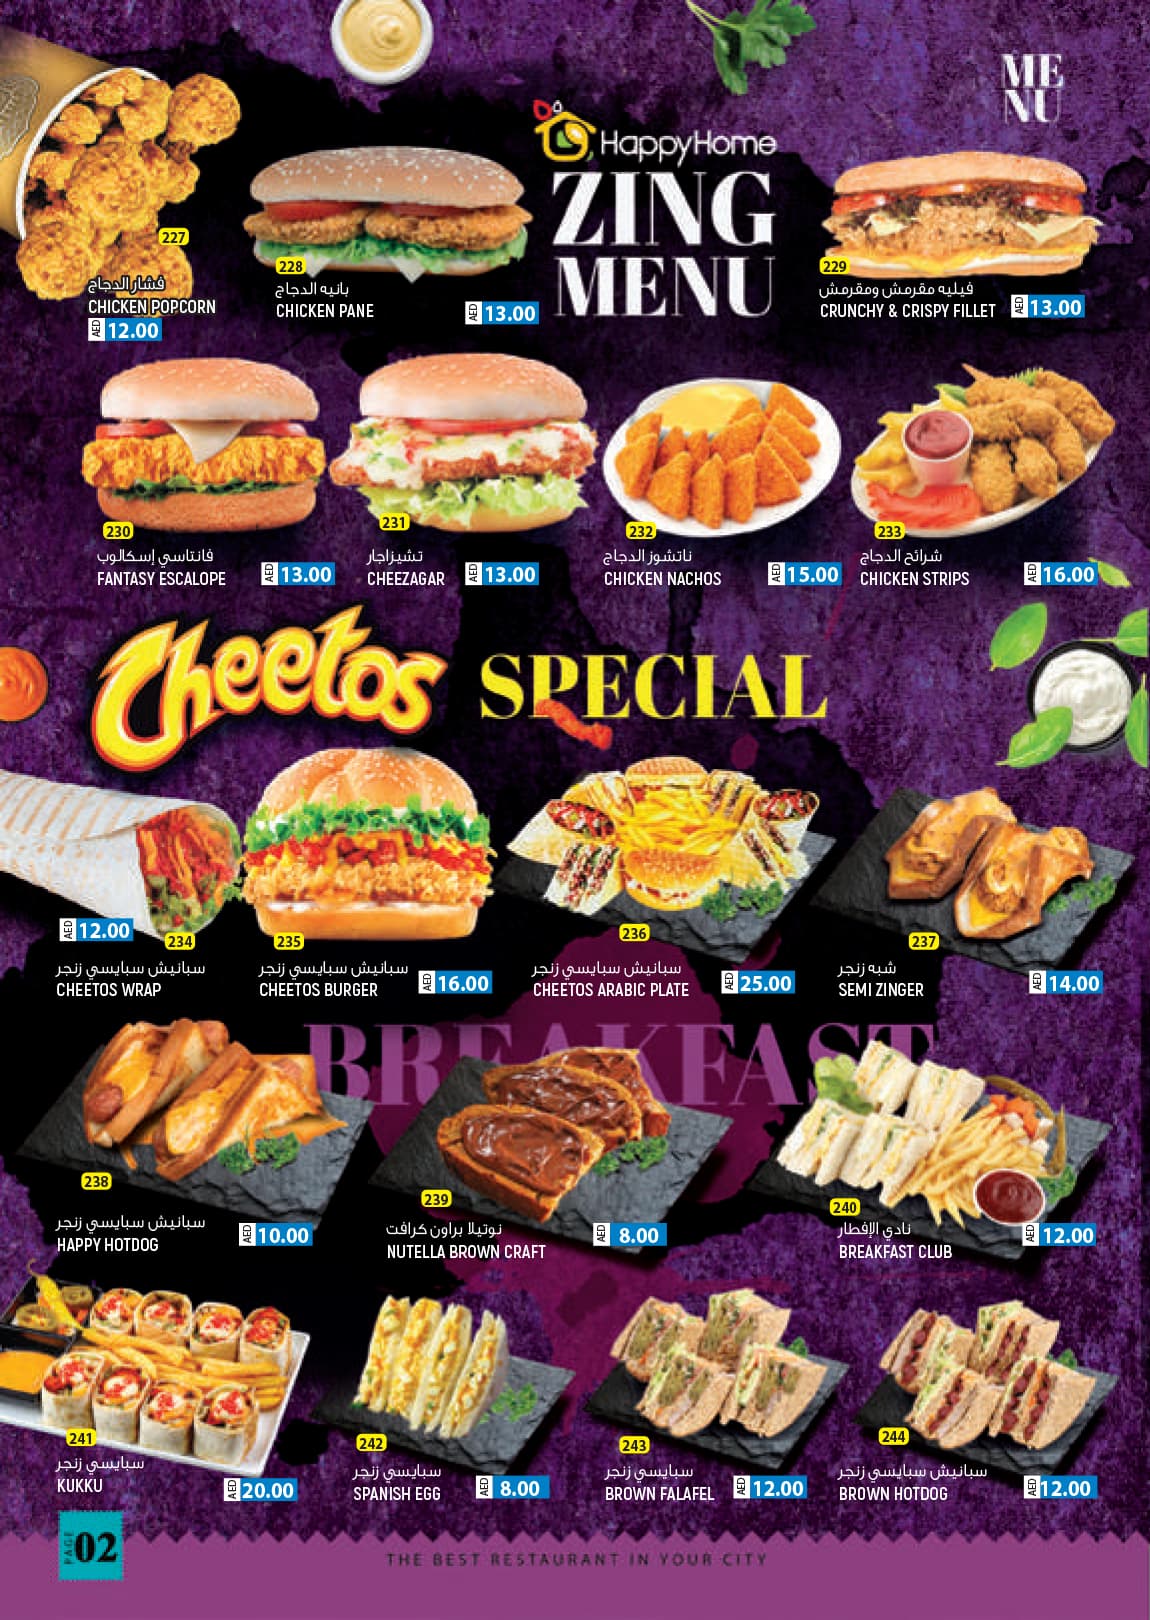 ME
NU
HappyHome
ZING
MENU
227
فشار الدجاج
CHICKEN POPCORN
AED 12.00
228
بانيه الدجاج
CHICKEN PANE
AED 13.00
229
فيليه مقرمش ومقرمش
CRUNCHY & CRISPY FILLET
AED 13.00
230
فانتاسي إسكالوب
FANTASY ESCALOPE
AED 13.00
231
تشيزاجار
CHEEZAGAR
AED 13.00
232
ناتشوز الدجاج
CHICKEN NACHOS
AED 15.00
233
شرائح الدجاج
CHICKEN STRIPS
AED 16.00
Cheetos SPECIAL
AED 12.00
234
سبانيش سبايسي زنجر
CHEETOS WRAP
235
سبانيش سبايسي زنجر
CHEETOS BURGER
AED 16.00
236
سبانيش سبايسي زنجر
CHEETOS ARABIC PLATE
AED 25.00
237
شبه زنجر
SEMI ZINGER
AED 14.00
BREAKFAST
238
سبانيش سبايسي زنجر
HAPPY HOTDOG
AED 10.00
239
نوتيلا براون كرافت
NUTELLA BROWN CRAFT
AED 8.00
240
نادي الإفطار
BREAKFAST CLUB
AED 12.00
241
سبايسي زنجر
KUKKU
AED 20.00
242
سبايسي زنجر
SPANISH EGG
AED 8.00
243
سبايسي زنجر
BROWN FALAFEL
AED 12.00
244
سبانيش سبايسي زنجر
BROWN HOTDOG
AED 12.00
PAGE 02
THE BEST RESTAURANT IN YOUR CITY